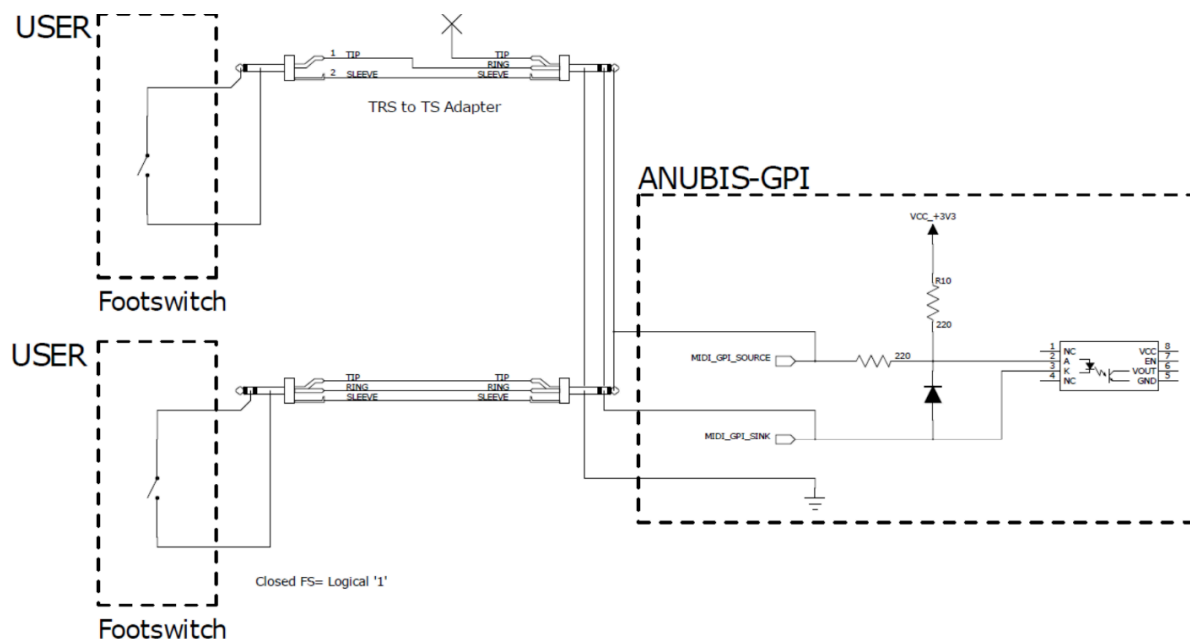 USER
1 TIP TIP
RING
2 SLEEVE SLEEVE
TRS to TS Adapter
Footswitch
ANUBIS-GPI
VCC_+3V3
R10
220
MIDI_GPI_SOURCE
220
MIDI_GPI_SINK
1 NC VCC 8
2 A EN 7
3 K VOUT 6
4 NC GND 5
USER
TIP TIP
RING RING
SLEEVE SLEEVE
Closed FS= Logical '1'
Footswitch